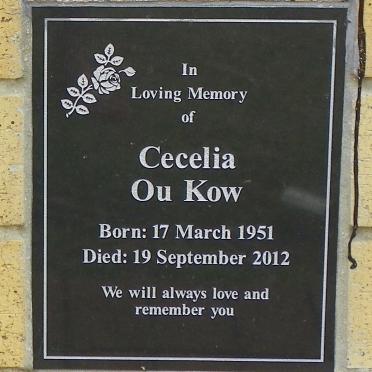 In
Loving Memory
of
Cecelia
Ou Kow
Born: 17 March 1951
Died: 19 September 2012
We will always love and
remember you